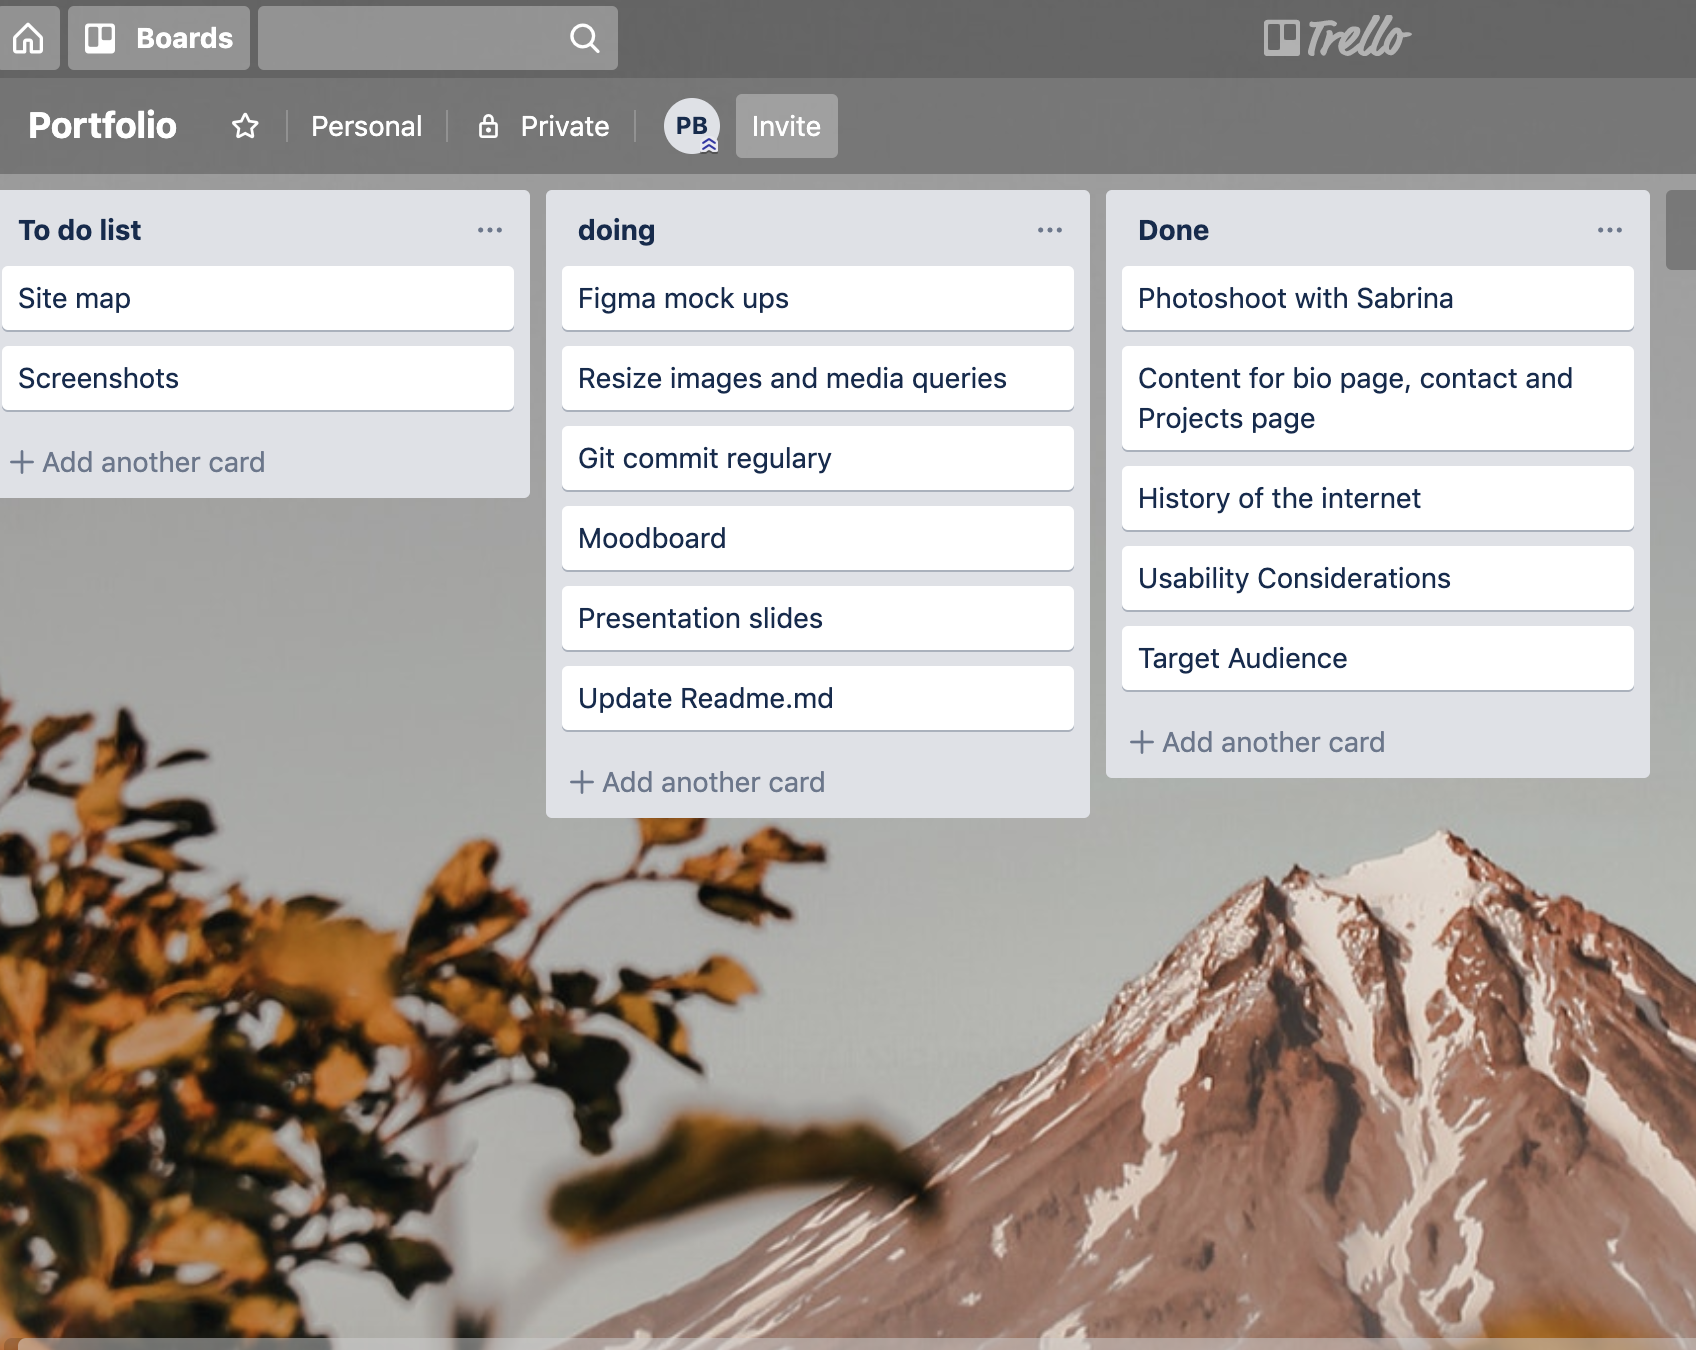 Boards
Trello
Portfolio
Personal
Private
PB
Invite
To do list
Site map
Screenshots
+ Add another card
doing
Figma mock ups
Resize images and media queries
Git commit regulary
Moodboard
Presentation slides
Update Readme.md
+ Add another card
Done
Photoshoot with Sabrina
Content for bio page, contact and
Projects page
History of the internet
Usability Considerations
Target Audience
+ Add another card